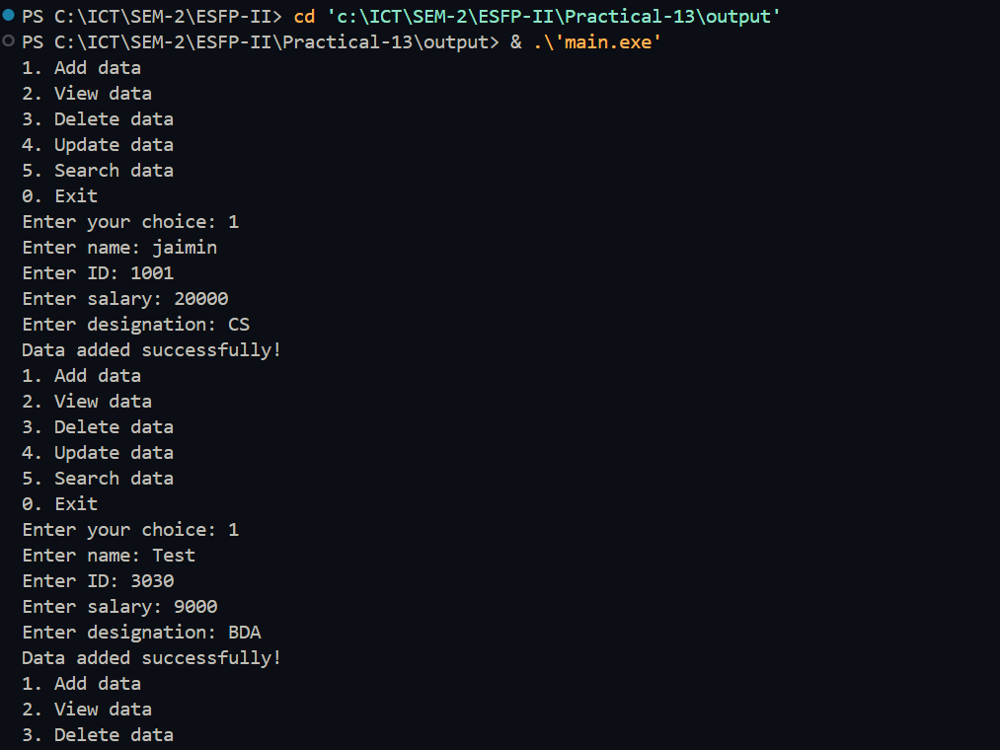 PS C:\ICT\SEM-2\ESFP-II> cd 'c:\ICT\SEM-2\ESFP-II\Practical-13\output'
PS C:\ICT\SEM-2\ESFP-II\Practical-13\output> & .\'main.exe'
1. Add data
2. View data
3. Delete data
4. Update data
5. Search data
0. Exit
Enter your choice: 1
Enter name: jaimin
Enter ID: 1001
Enter salary: 20000
Enter designation: CS
Data added successfully!
1. Add data
2. View data
3. Delete data
4. Update data
5. Search data
0. Exit
Enter your choice: 1
Enter name: Test
Enter ID: 3030
Enter salary: 9000
Enter designation: BDA
Data added successfully!
1. Add data
2. View data
3. Delete data